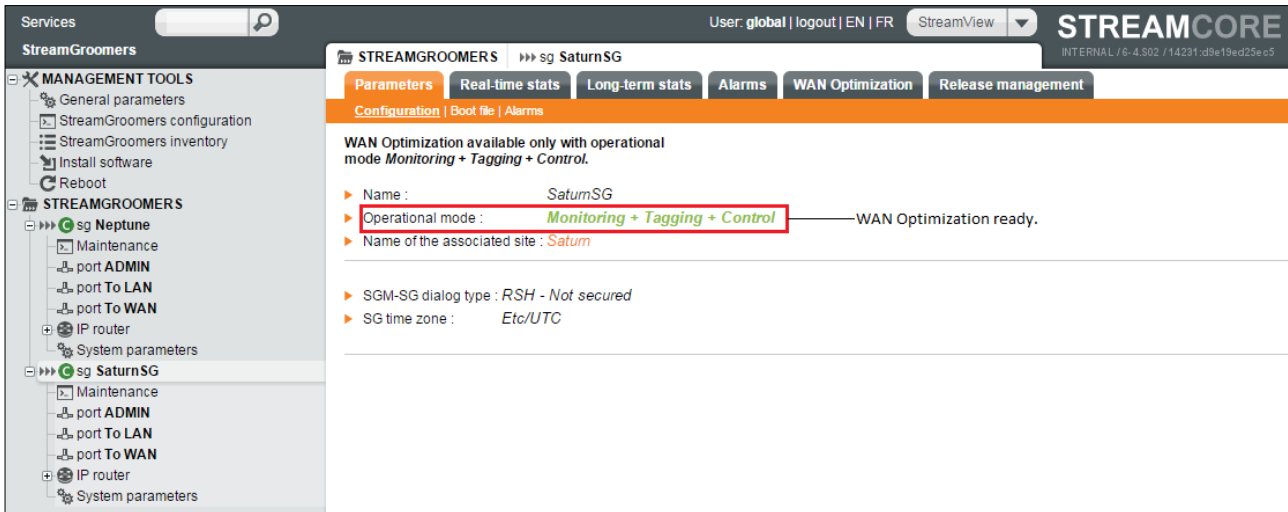 Services
User: global | logout | EN | FR
StreamView
STREAMCORE
INTERNAL / 6-4.S02 / 14231:d9e19ed25ec5
StreamGroomers
STREAMGROOMERS
sg SaturnSG
MANAGEMENT TOOLS
General parameters
StreamGroomers configuration
StreamGroomers inventory
Install software
Reboot
STREAMGROOMERS
C sg Neptune
Maintenance
port ADMIN
port To LAN
port To WAN
IP router
System parameters
C sg SaturnSG
Maintenance
port ADMIN
port To LAN
port To WAN
IP router
System parameters
Parameters Real-time stats Long-term stats Alarms WAN Optimization Release management
Configuration | Boot file | Alarms
WAN Optimization available only with operational
mode Monitoring + Tagging + Control.
Name : SaturnSG
Operational mode : Monitoring + Tagging + Control
WAN Optimization ready.
Name of the associated site : Saturn
SGM-SG dialog type : RSH - Not secured
SG time zone : Etc/UTC